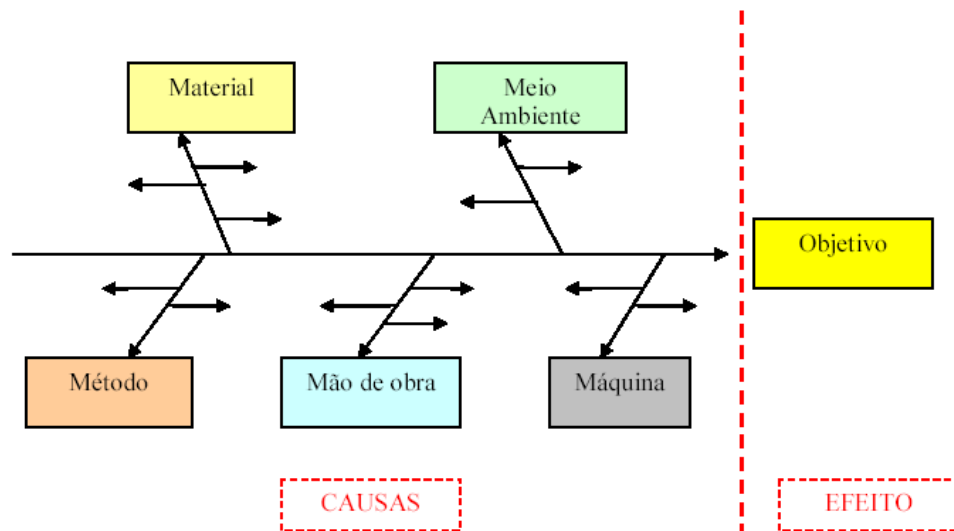 Material
Meio
Ambiente
Objetivo
Método
Mão de obra
Máquina
CAUSAS
EFEITO